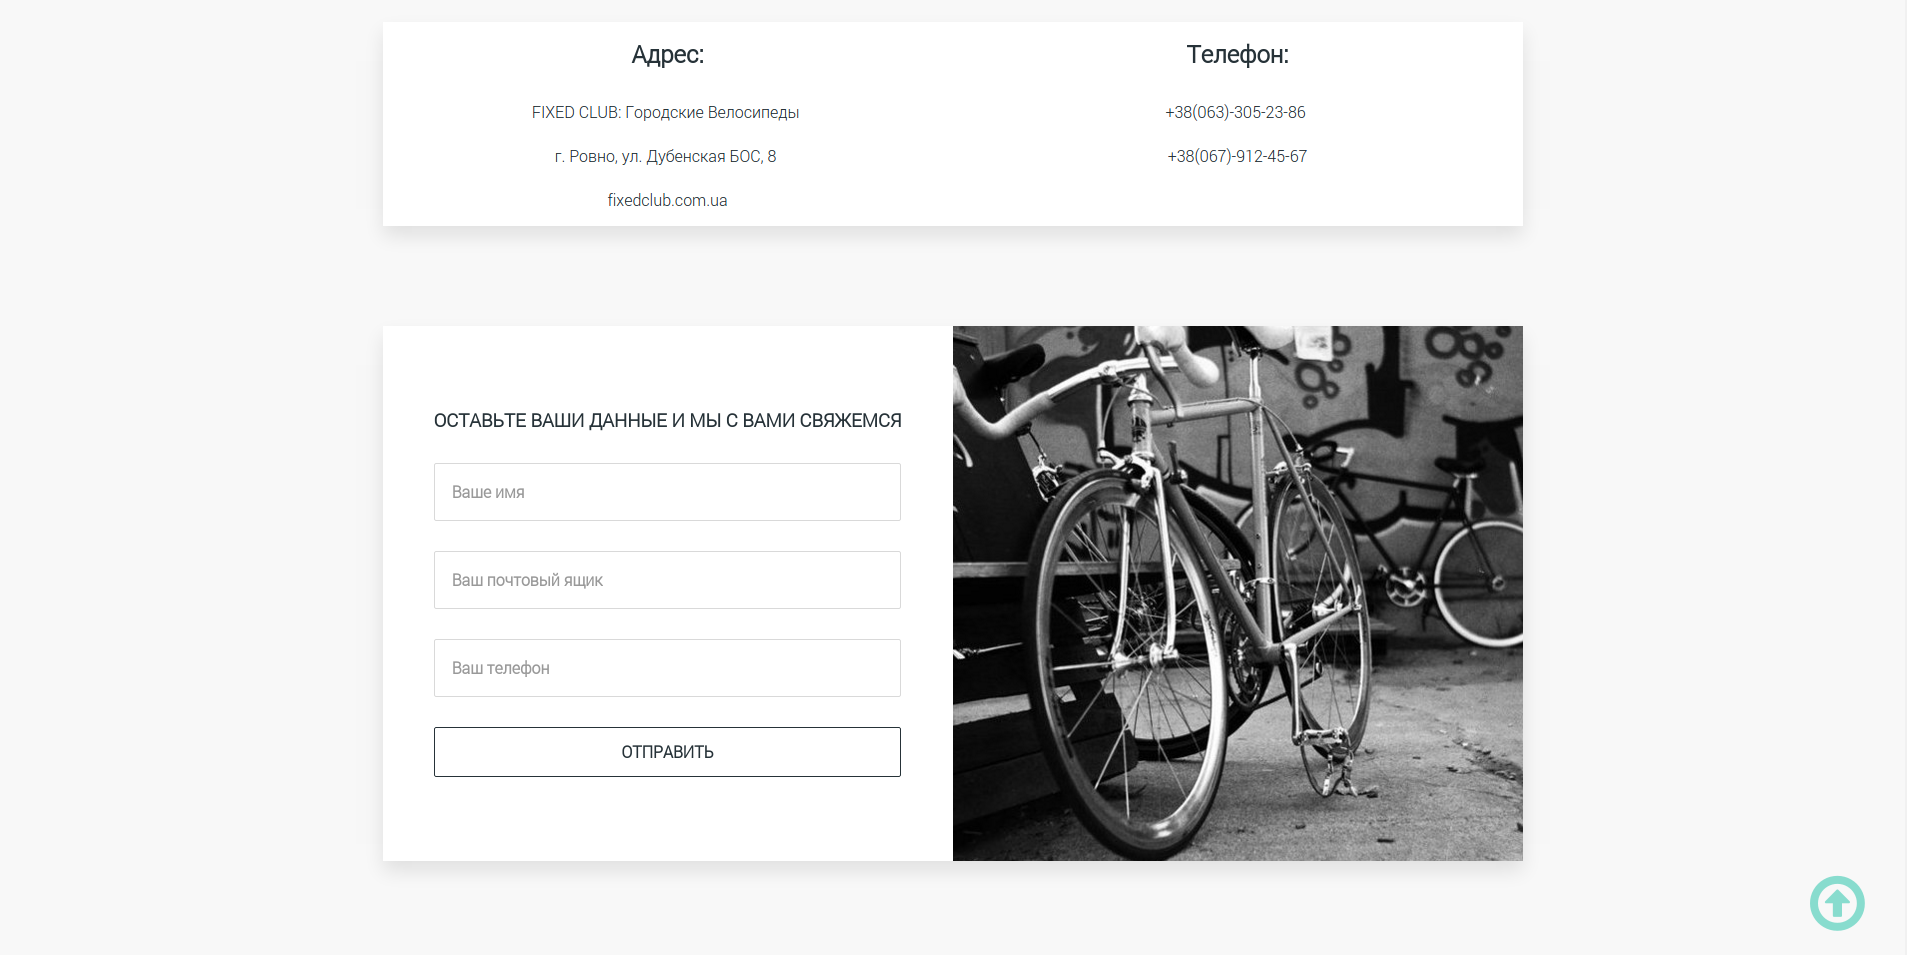 Адрес:
FIXED CLUB: Городские Велосипеды
г. Ровно, ул. Дубенская БОС, 8
fixedclub.com.ua
Телефон:
+38(063)-305-23-86
+38(067)-912-45-67
ОСТАВЬТЕ ВАШИ ДАННЫЕ И МЫ С ВАМИ СВЯЖЕМСЯ
Ваше имя
Ваш почтовый ящик
Ваш телефон
ОТПРАВИТЬ